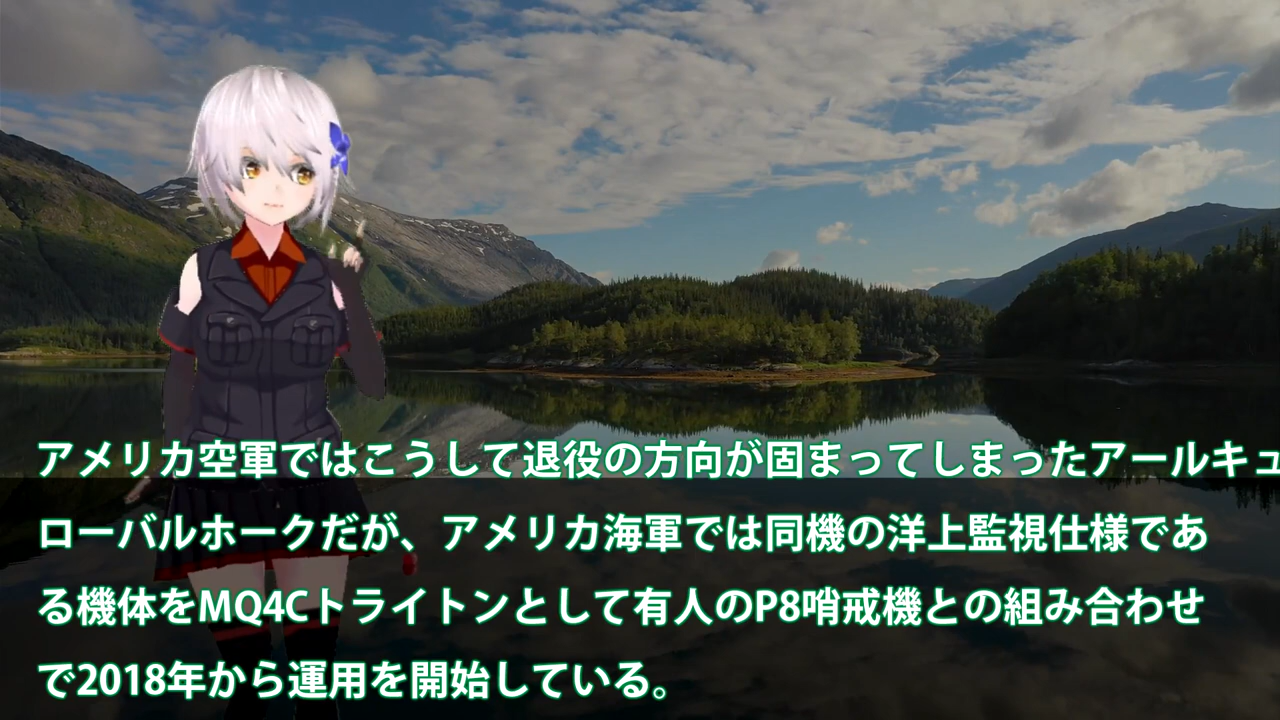 アメリカ空軍ではこうして退役の方向が固まってしまったアールキュ
ローバルホークだが、アメリカ海軍では同機の洋上監視仕様であ
る機体をMQ4Cトライトンとして有人のP8哨戒機との組み合わせ
で2018年から運用を開始している。